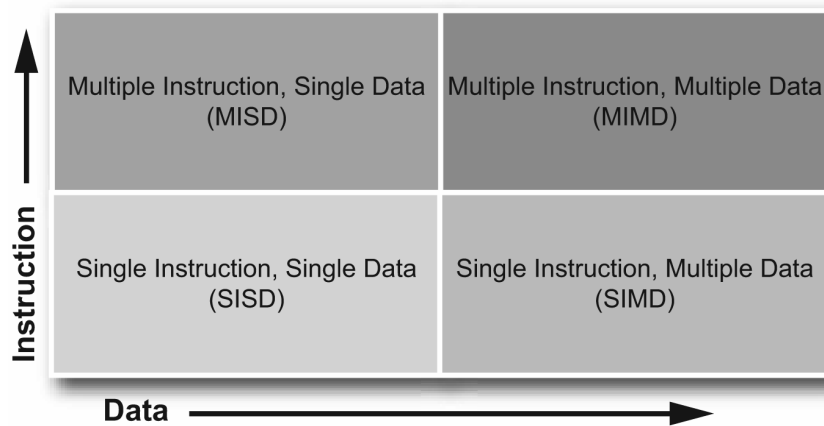 Multiple Instruction, Single Data
(MISD)
Multiple Instruction, Multiple Data
(MIMD)
Single Instruction, Single Data
(SISD)
Single Instruction, Multiple Data
(SIMD)
Instruction
Data